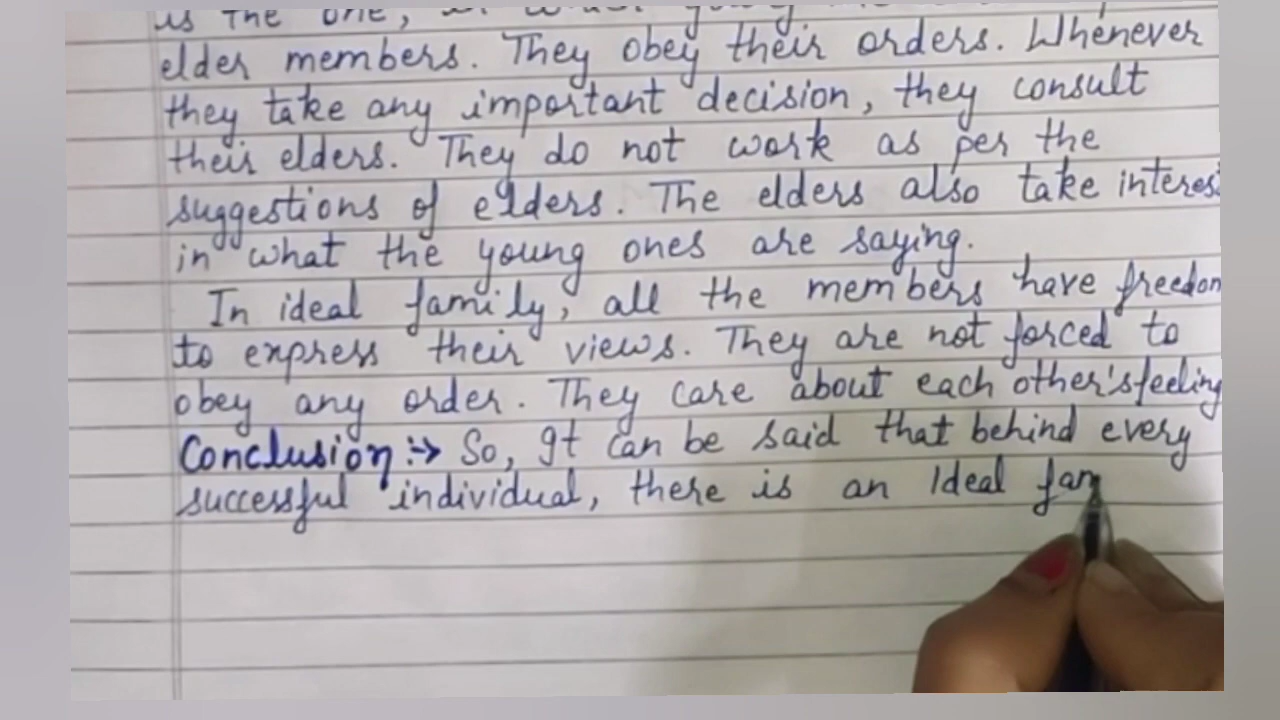 is the one, in
elder members. They obey their orders. Whenever
they take any important decision, they consult
their elders. They do not work as per the
suggestions of elders. The elders also take interes
in what the young ones are saying.
In ideal family, all the members have freedom
to express their views. They are not forced to
obey any order. They care about each other's feeling
Conclusion :-> So, It can be said that behind every
successful individual, there is an Ideal fam